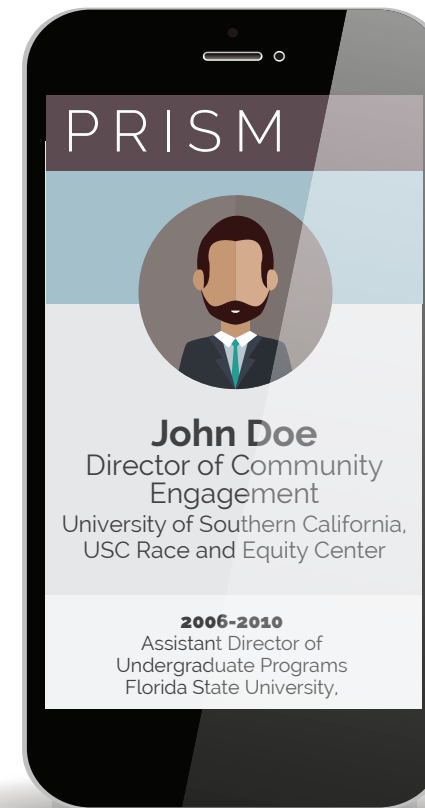 PRISM
John Doe
Director of Community
Engagement
University of Southern California,
USC Race and Equity Center
2006-2010
Assistant Director of
Undergraduate Programs
Florida State University,